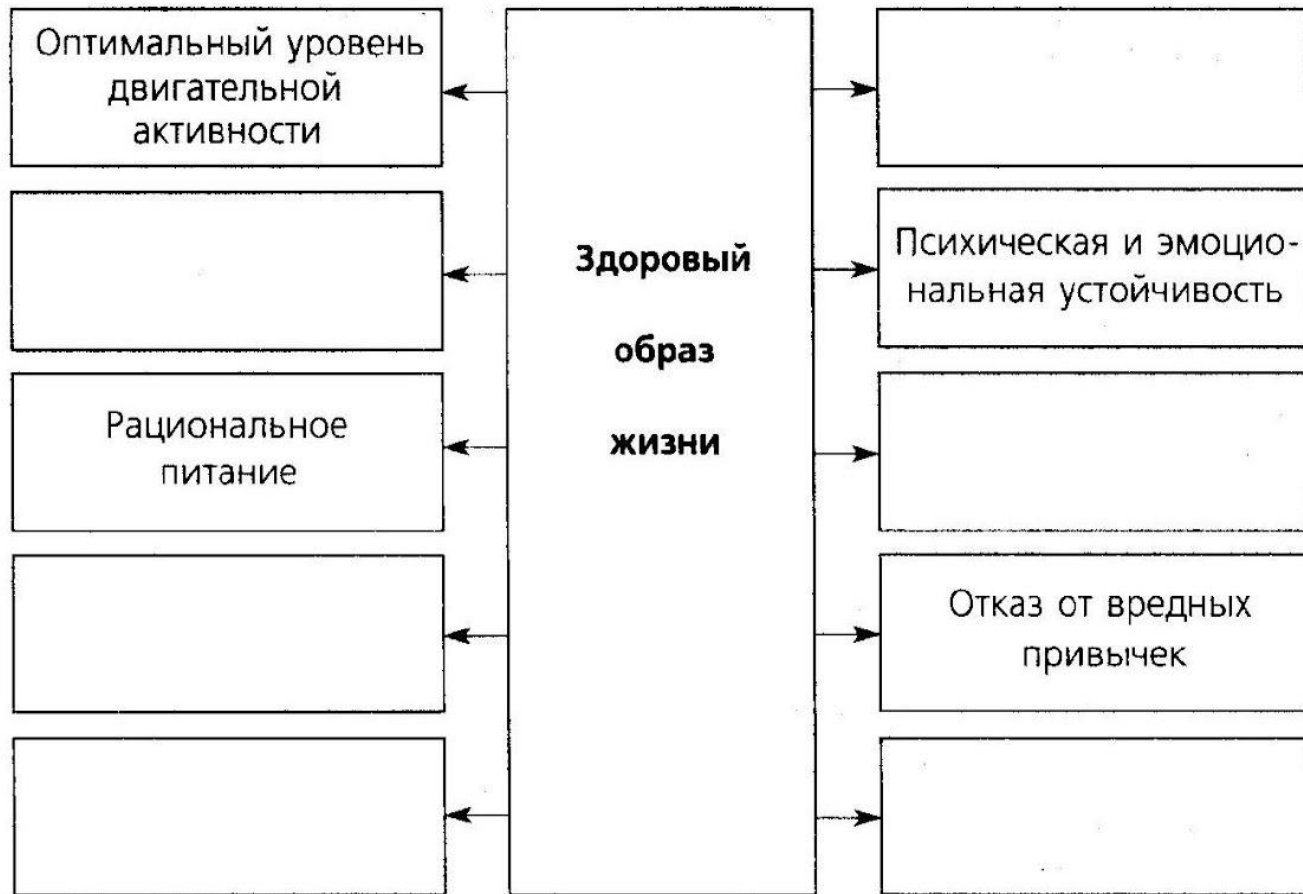 Оптимальный уровень
двигательной
активности
Рациональное
питание
Здоровый
образ
жизни
Психическая и эмоцио-
нальная устойчивость
Отказ от вредных
привычек